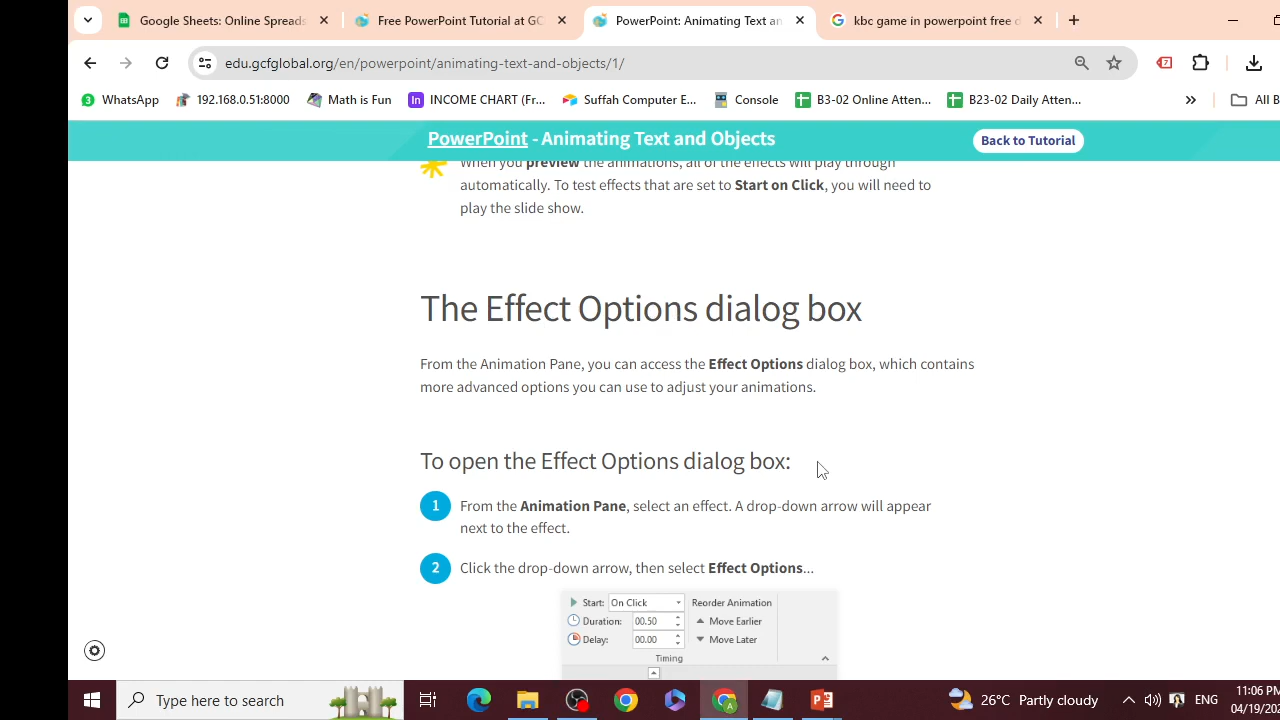 Google Sheets: Online Spreads
Free PowerPoint Tutorial at GC
PowerPoint: Animating Text an
kbc game in powerpoint free d
edu.gcfglobal.org/en/powerpoint/animating-text-and-objects/1/
WhatsApp
192.168.0.51:8000
Math is Fun
INCOME CHART (Fr...
Suffah Computer E...
Console
B3-02 Online Atten...
B23-02 Daily Atten...
All B
PowerPoint - Animating Text and Objects
Back to Tutorial
When you preview the animations, all of the effects will play through
automatically. To test effects that are set to Start on Click, you will need to
play the slide show.
The Effect Options dialog box
From the Animation Pane, you can access the Effect Options dialog box, which contains
more advanced options you can use to adjust your animations.
To open the Effect Options dialog box:
1 From the Animation Pane, select an effect. A drop-down arrow will appear
next to the effect.
2 Click the drop-down arrow, then select Effect Options...
Start: On Click Reorder Animation
Duration: 00.50 Move Earlier
Delay: 00.00 Move Later
Timing
Type here to search
26°C Partly cloudy
ENG
11:06 PM
04/19/202